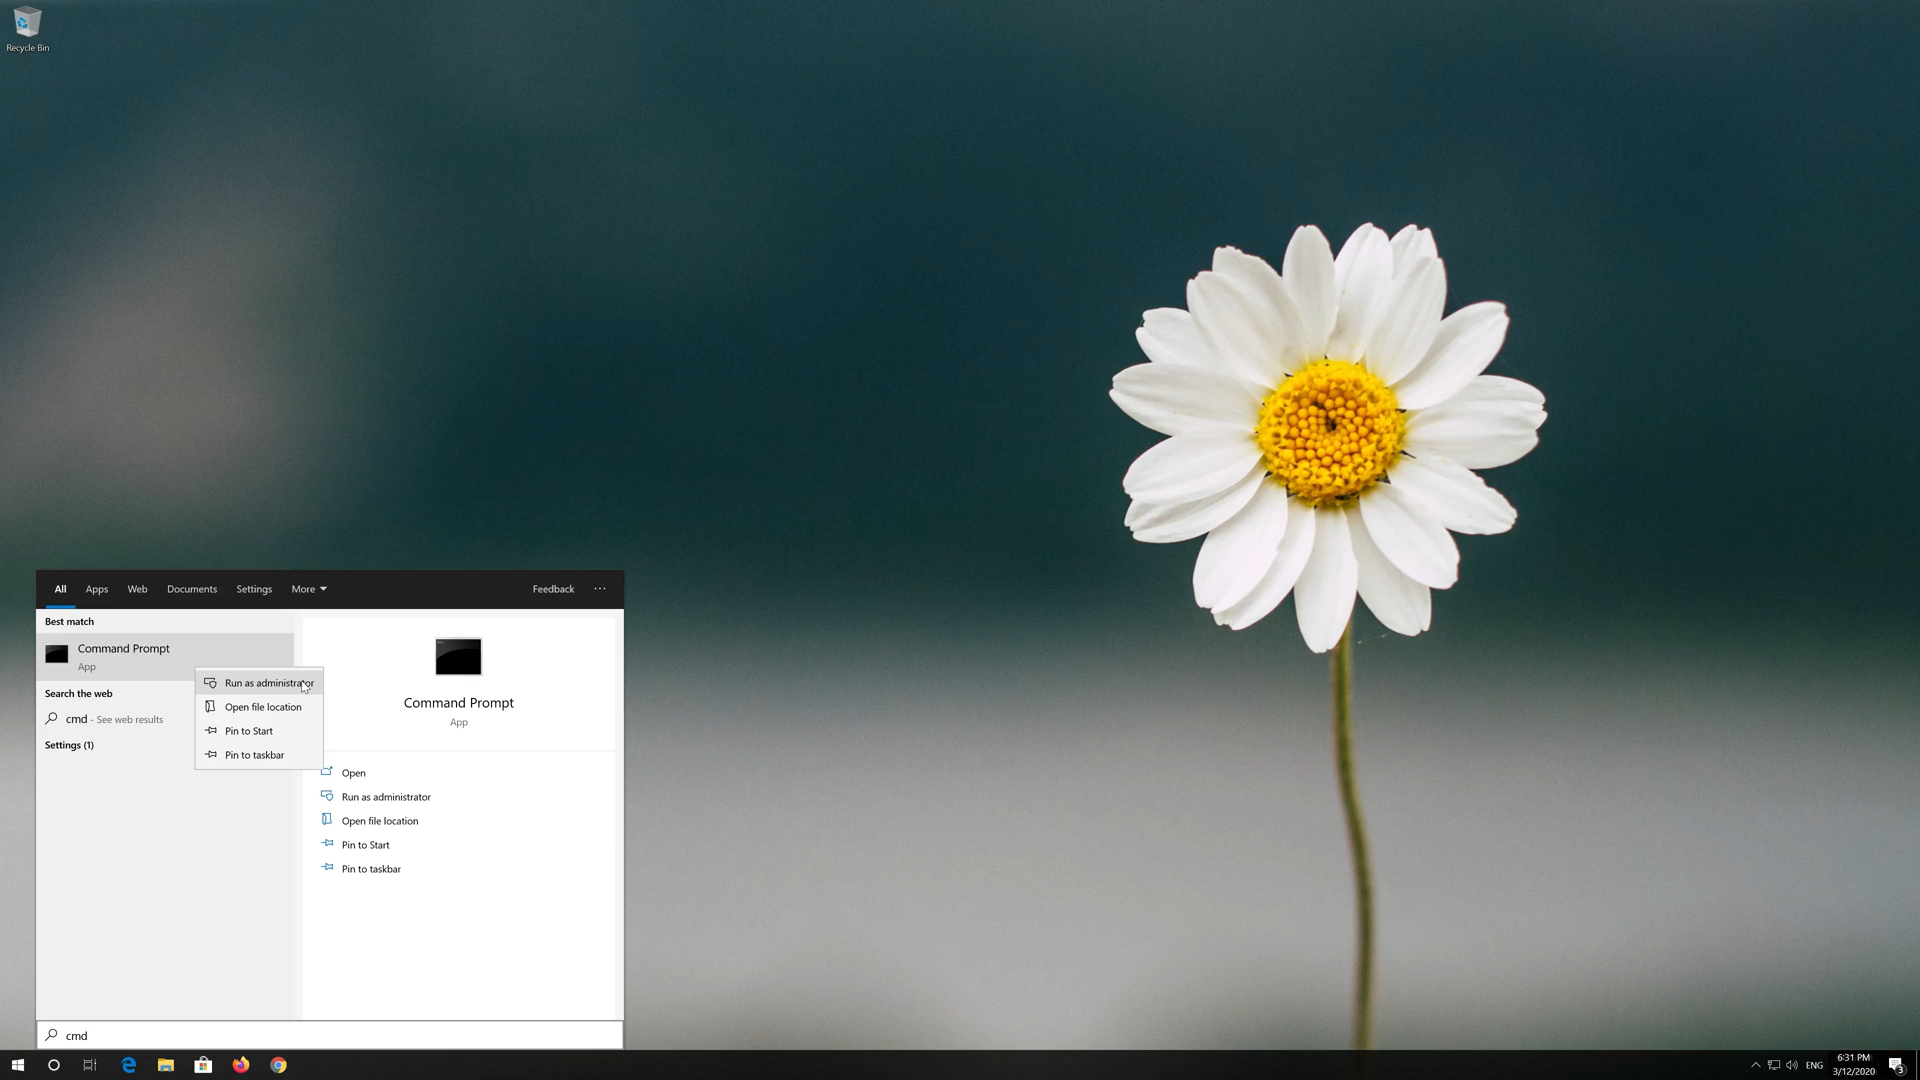 Recycle Bin
All Apps Web Documents Settings More Feedback ...
Best match
Command Prompt
App
Search the web
cmd - See web results
Settings (1)
Run as administrator
Open file location
Pin to Start
Pin to taskbar
Command Prompt
App
Open
Run as administrator
Open file location
Pin to Start
Pin to taskbar
cmd
ENG
6:31 PM
3/12/2020
3